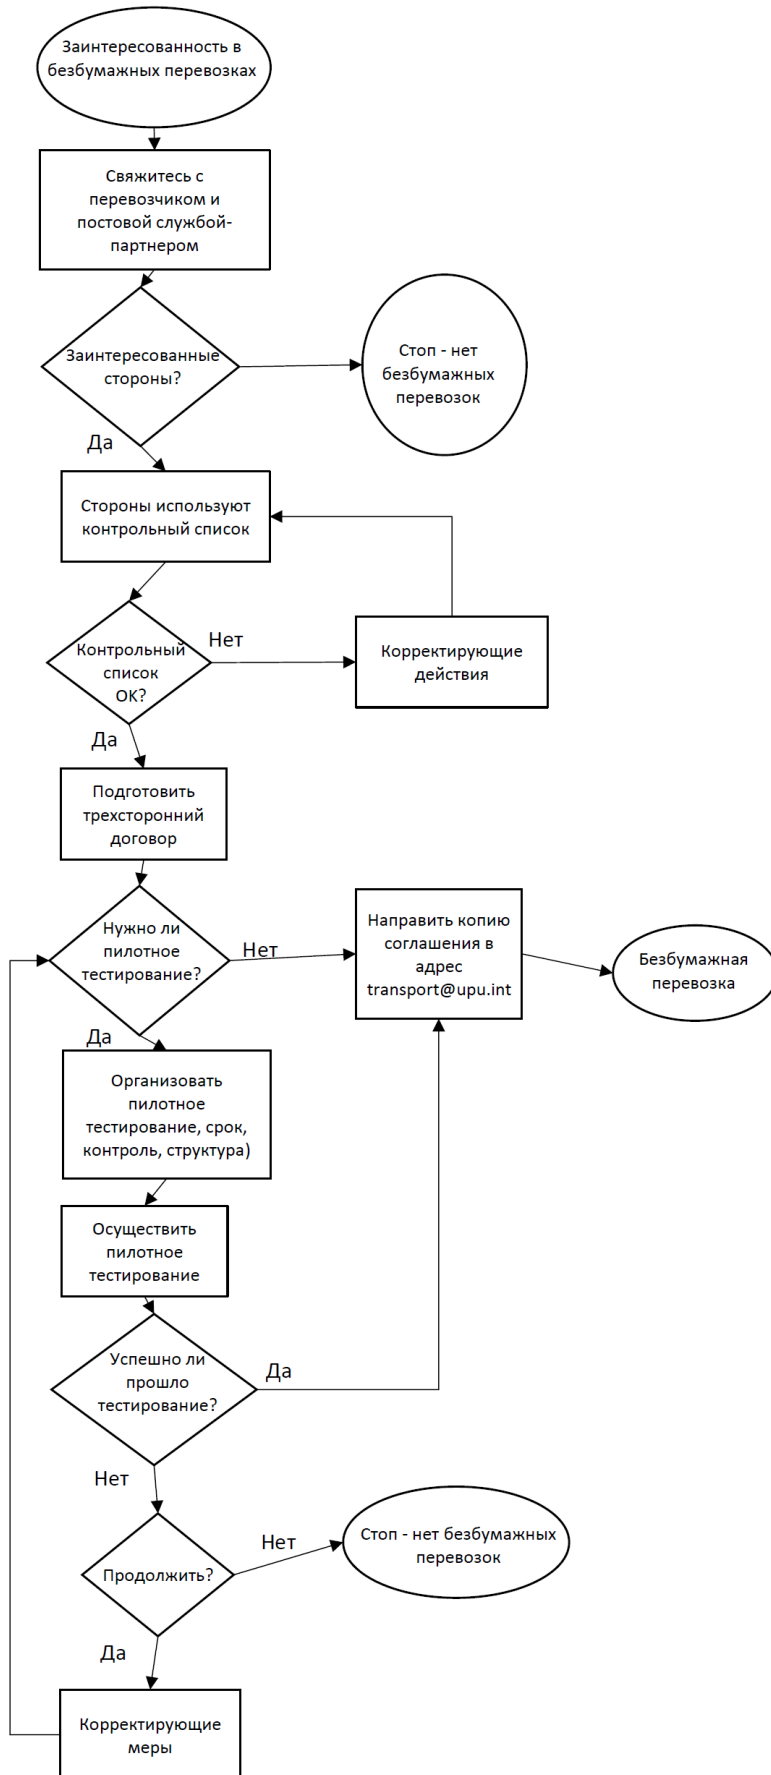 Заинтересованность в
безбумажных перевозках
Свяжитесь с
перевозчиком и
постовой службой-
партнером
Заинтересованные
стороны?
Стоп - нет
безбумажных
перевозок
Да
Стороны используют
контрольный список
Контрольный
список
OK?
Нет
Корректирующие
действия
Да
Подготовить
трехсторонний
договор
Нужно ли
пилотное
тестирование?
Нет
Направить копию
соглашения в
адрес
transport@upu.int
Безбумажная
перевозка
Да
Организовать
пилотное
тестирование, срок,
контроль, структура)
Осуществить
пилотное
тестирование
Успешно ли
прошло
тестирование?
Да
Нет
Продолжить?
Нет
Стоп - нет безбумажных
перевозок
Да
Корректирующие
меры